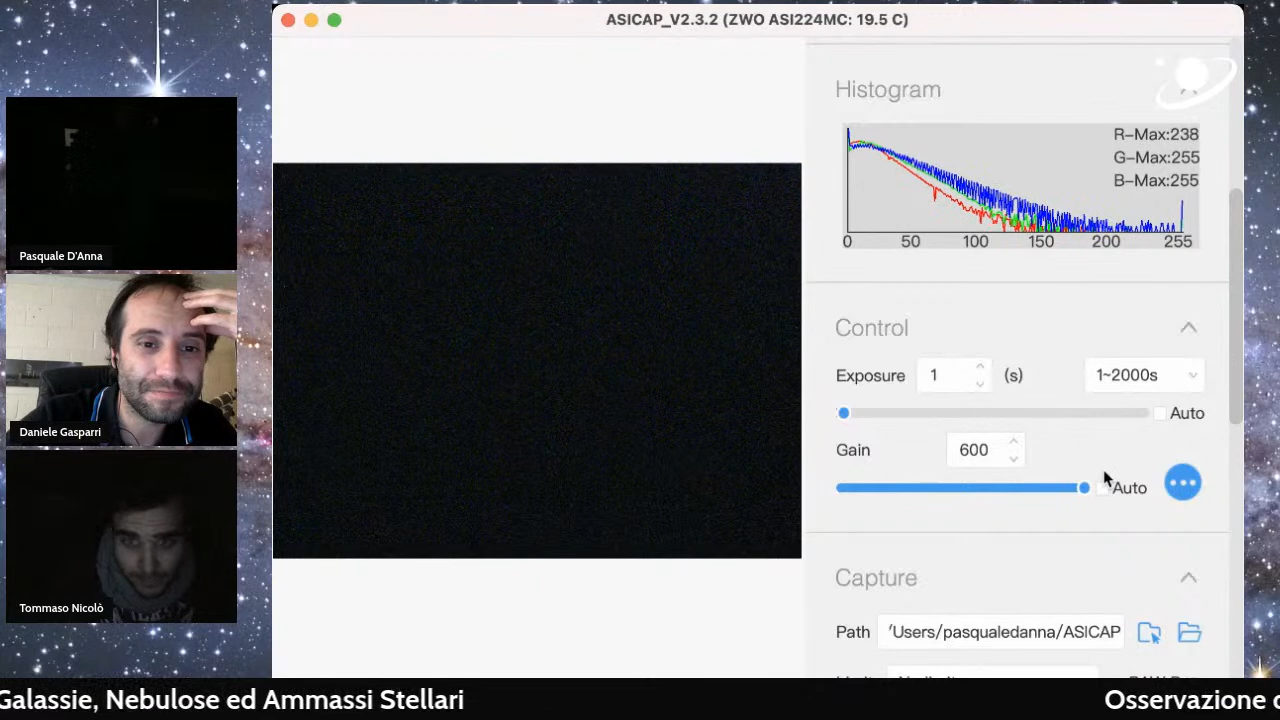 ASICAP_V2.3.2 (ZWO ASI224MC: 19.5 C)
Histogram
R-Max:238
G-Max:255
B-Max:255
0 50 100 150 200 255
Control
Exposure 1 (s) 1~2000s
Auto
Gain 600
Auto
Capture
Path 'Users/pasqualedanna/ASICAP
Pasquale D'Anna
Daniele Gasparri
Tommaso Nicolò
Galassie, Nebulose ed Ammassi Stellari
Osservazione